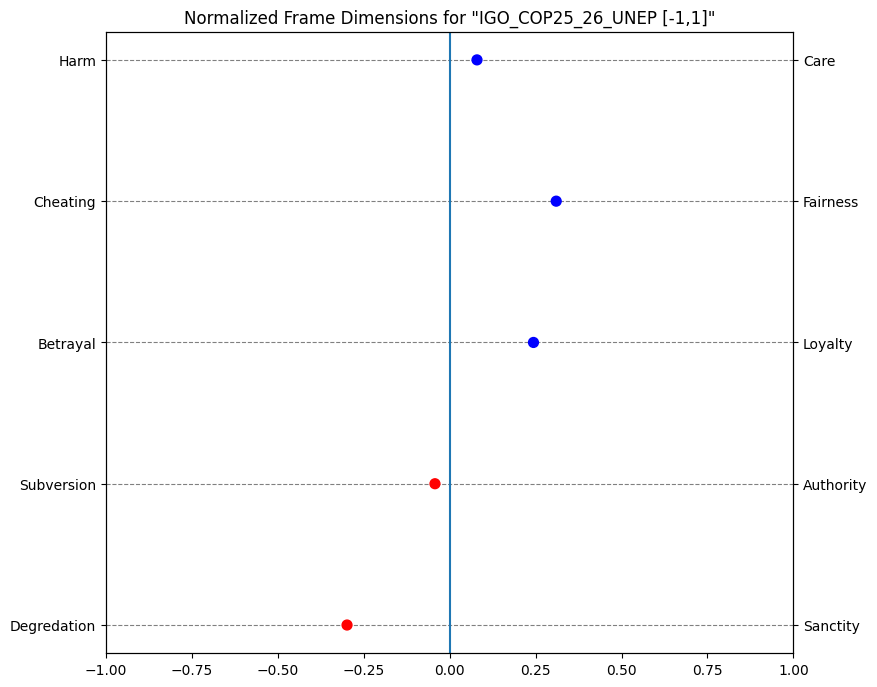 Normalized Frame Dimensions for "IGO_COP25_26_UNEP [-1,1]"
Harm Care
Cheating Fairness
Betrayal Loyalty
Subversion Authority
Degredation Sanctity
−1.00 −0.75 −0.50 −0.25 0.00 0.25 0.50 0.75 1.00